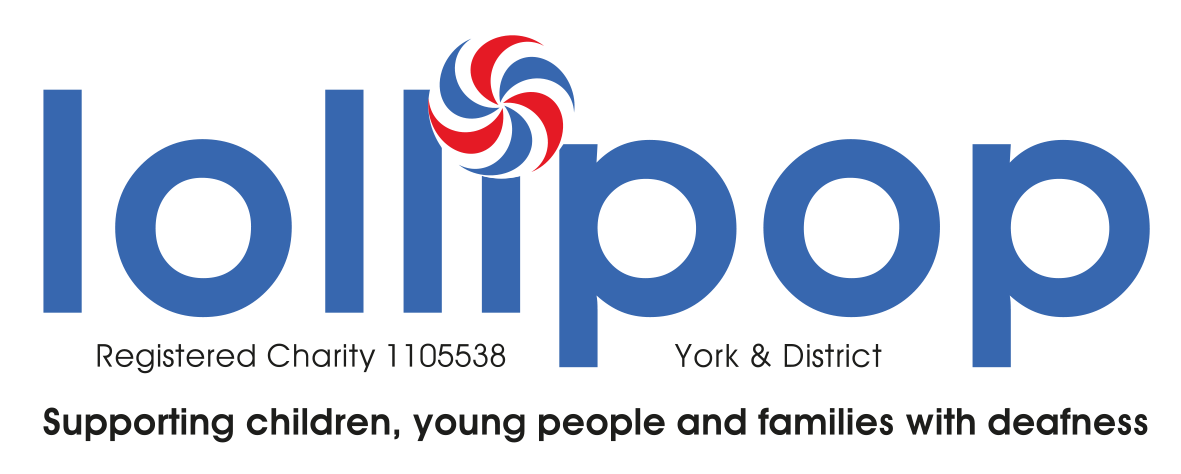 lollipop
Registered Charity 1105538 York & District
Supporting children, young people and families with deafness